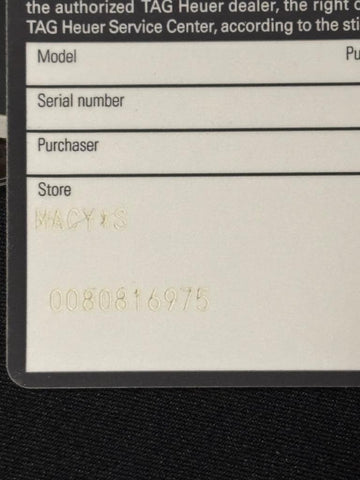 the authorized TAG Heuer dealer, the right
TAG Heuer Service Center, according to the
Model
Serial number
Purchaser
Store
MACY*S
0080816975